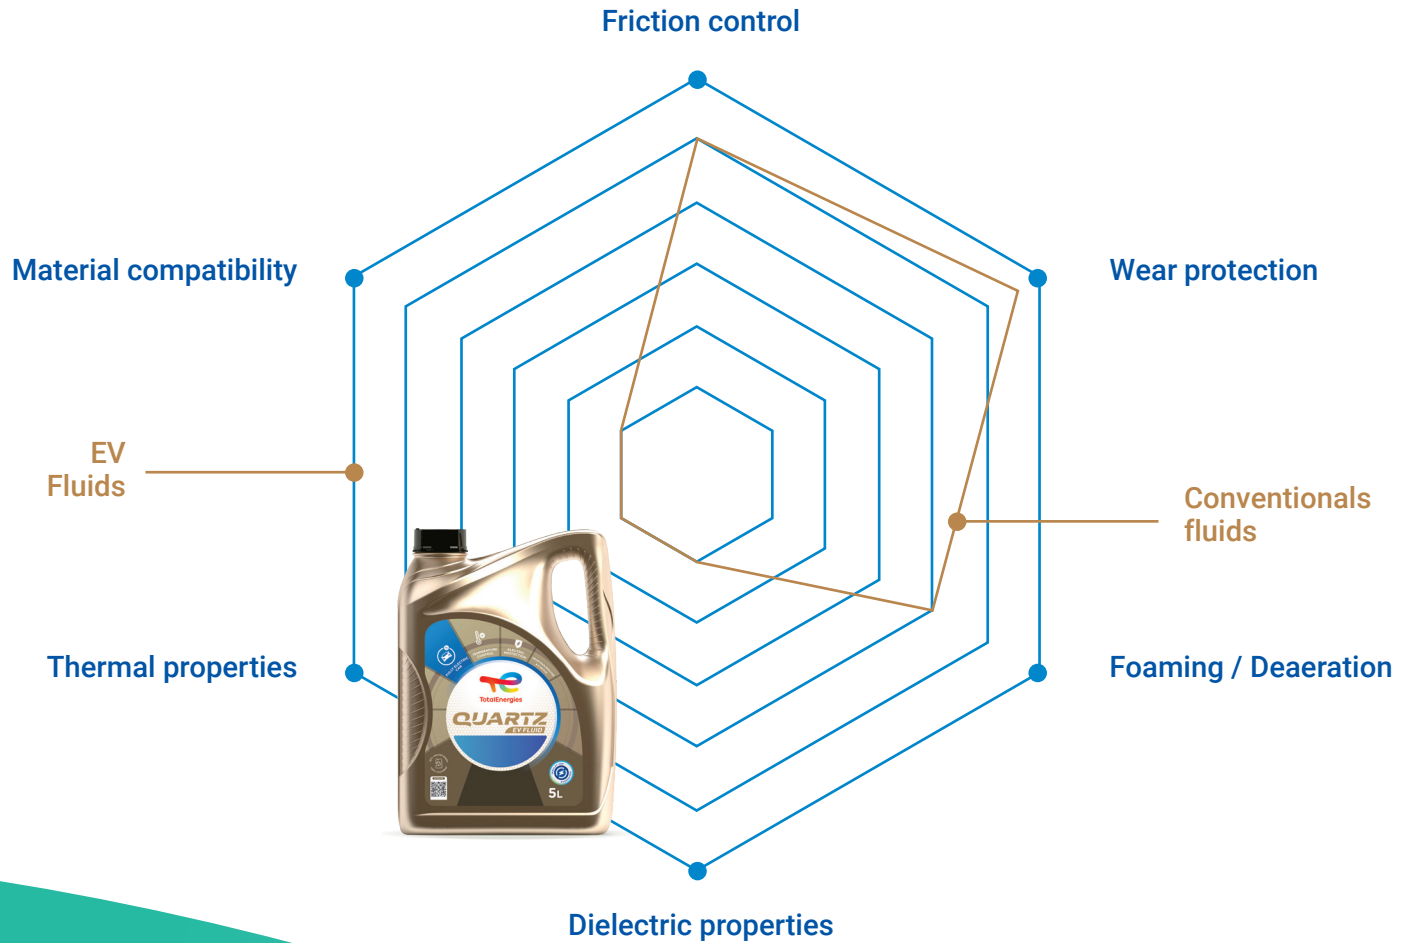 Friction control
Material compatibility
Wear protection
EV
Fluids
Conventionals
fluids
Thermal properties
Foaming / Deaeration
TotalEnergies
QUARTZ
EV FLUID
5L
Dielectric properties